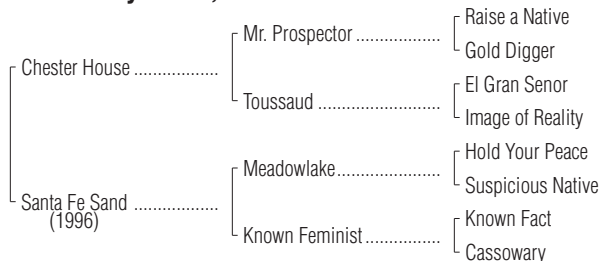 Raise a Native
Mr. Prospector ..................
Gold Digger
Chester House ..................
El Gran Senor
Toussaud ..........................
Image of Reality
Hold Your Peace
Meadowlake ......................
Suspicious Native
Santa Fe Sand ..................
(1996)
Known Fact
Known Feminist ................
Cassowary